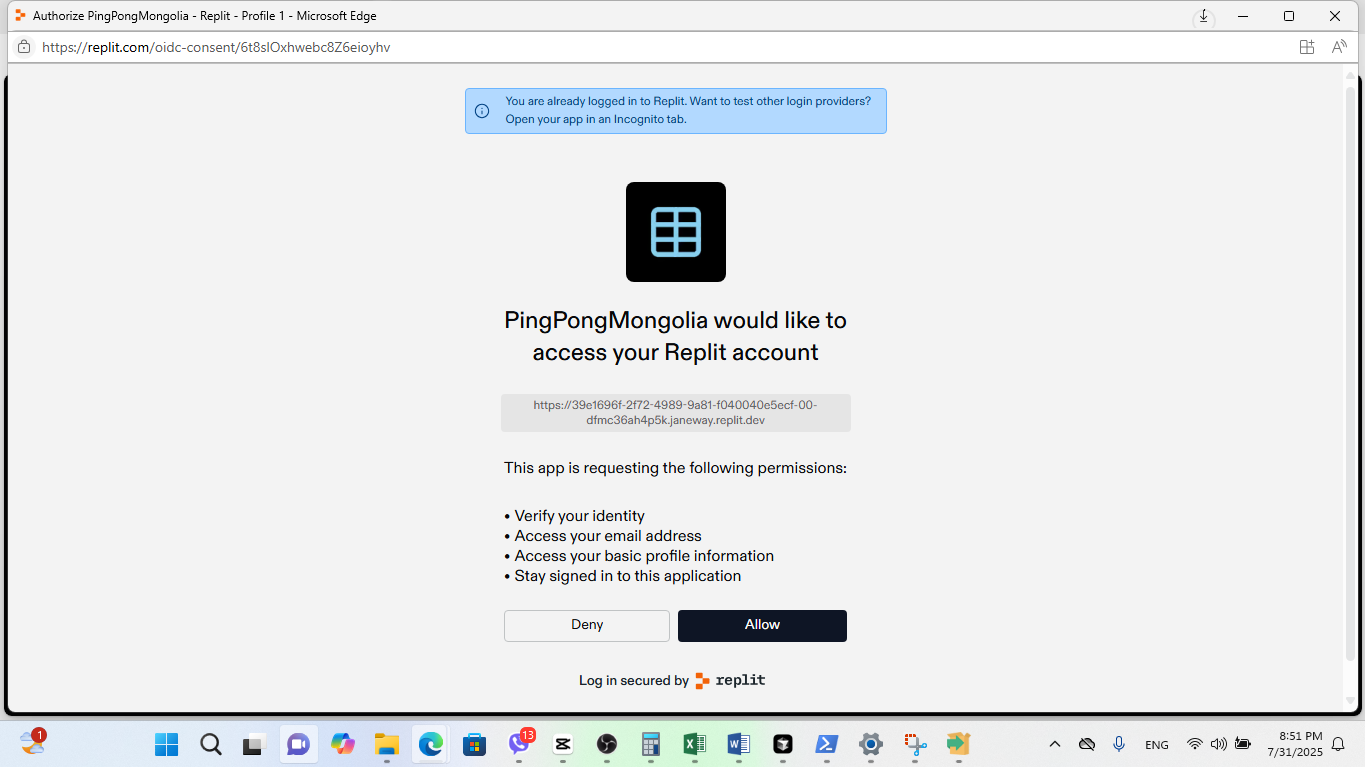 Authorize PingPongMongolia - Replit - Profile 1 - Microsoft Edge
https://replit.com/oidc-consent/6t8slOxhwebc8Z6eioyhv
You are already logged in to Replit. Want to test other login providers?
Open your app in an Incognito tab.
PingPongMongolia would like to
access your Replit account
https://39e1696f-2f72-4989-9a81-f040040e5ecf-00-
dfmc36ah4p5k.janeway.replit.dev
This app is requesting the following permissions:
• Verify your identity
• Access your email address
• Access your basic profile information
• Stay signed in to this application
Deny
Allow
Log in secured by replit
1
13
ENG
8:51 PM
7/31/2025